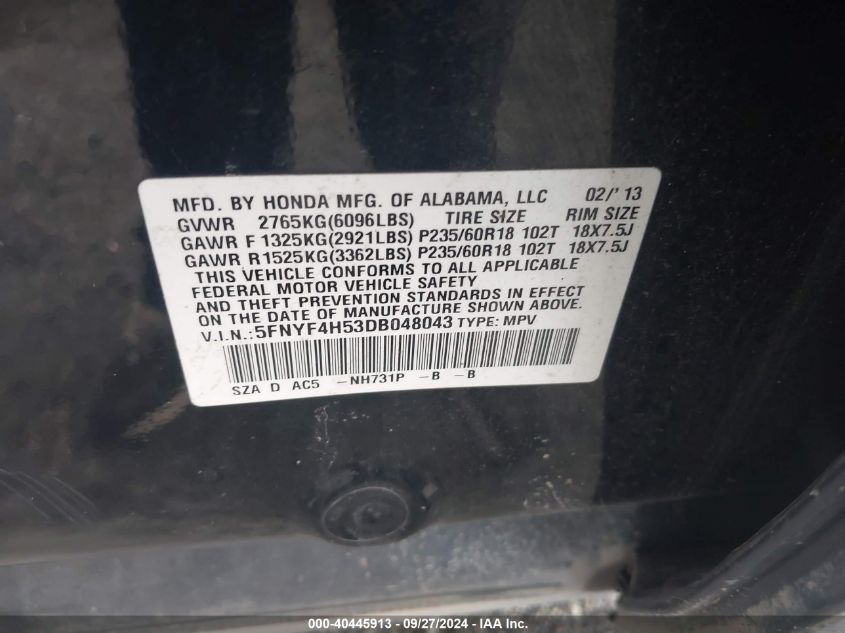 MFD. BY HONDA MFG. OF ALABAMA, LLC 02/'13
GVWR 2765KG(6096LBS) TIRE SIZE RIM SIZE
GAWR F 1325KG(2921LBS) P235/60R18 102T 18X7.5J
GAWR R1525KG(3362LBS) P235/60R18 102T 18X7.5J
THIS VEHICLE CONFORMS TO ALL APPLICABLE
FEDERAL MOTOR VEHICLE SAFETY
AND THEFT PREVENTION STANDARDS IN EFFECT
ON THE DATE OF MANUFACTURE SHOWN ABOVE.
V.I.N.:5FNYF4H53DB048043 TYPE: MPV
SZA D AC5 -NH731P -B -B
000-40445913 - 09/27/2024 - IAA Inc.